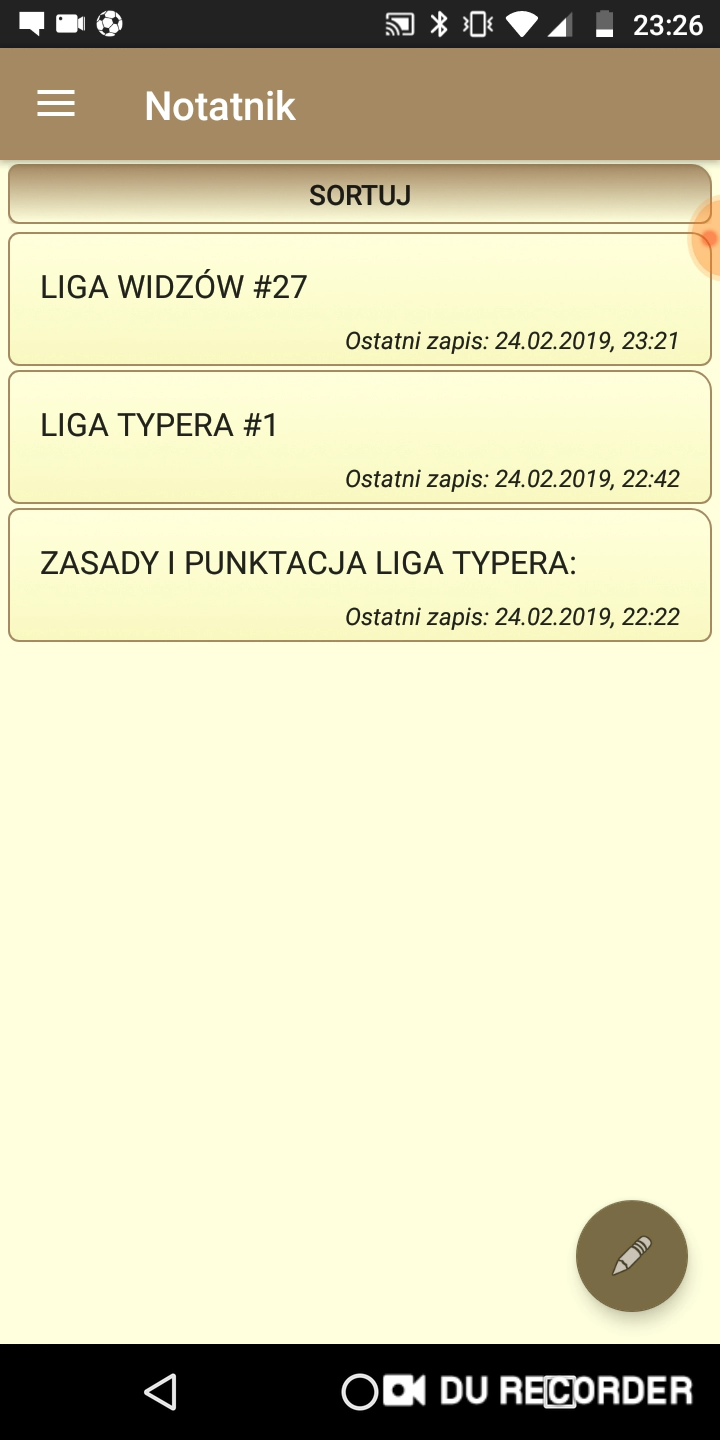 23:26
Notatnik
SORTUJ
LIGA WIDZÓW #27
Ostatni zapis: 24.02.2019, 23:21
LIGA TYPERA #1
Ostatni zapis: 24.02.2019, 22:42
ZASADY I PUNKTACJA LIGA TYPERA:
Ostatni zapis: 24.02.2019, 22:22
DU RECORDER